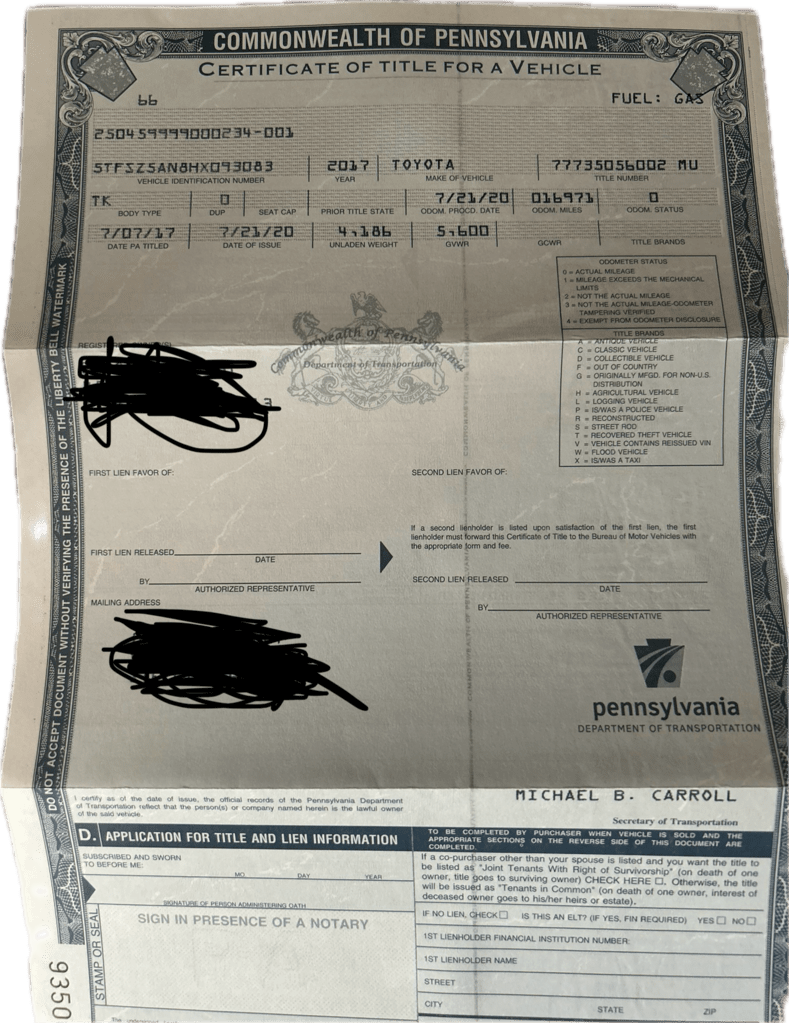 COMMONWEALTH OF PENNSYLVANIA
CERTIFICATE OF TITLE FOR A VEHICLE
bb
FUEL: GAS
250459999000234-001
5TFSZ5AN8HX093083 2017 TOYOTA 77735056002 MU
VEHICLE IDENTIFICATION NUMBER YEAR MAKE OF VEHICLE TITLE NUMBER
TK 0 7/21/20 016971 0
BODY TYPE DUP SEAT CAP PRIOR TITLE STATE ODOM. PROCD. DATE ODOM. MILES ODOM. STATUS
7/07/17 7/21/20 4,186 5,600
DATE PA TITLED DATE OF ISSUE UNLADEN WEIGHT GVWR GCWR TITLE BRANDS
ODOMETER STATUS
0 = ACTUAL MILEAGE
1 = MILEAGE EXCEEDS THE MECHANICAL
LIMITS
2 = NOT THE ACTUAL MILEAGE
3 = NOT THE ACTUAL MILEAGE-ODOMETER
TAMPERING VERIFIED
4 = EXEMPT FROM ODOMETER DISCLOSURE
TITLE BRANDS
A = ANTIQUE VEHICLE
C = CLASSIC VEHICLE
D = COLLECTIBLE VEHICLE
F = OUT OF COUNTRY
G = ORIGINALLY MFGD. FOR NON-U.S.
DISTRIBUTION
H = AGRICULTURAL VEHICLE
L = LOGGING VEHICLE
P = IS/WAS A POLICE VEHICLE
R = RECONSTRUCTED
S = STREET ROD
T = RECOVERED THEFT VEHICLE
V = VEHICLE CONTAINS REISSUED VIN
W = FLOOD VEHICLE
X = IS/WAS A TAXI
Commonwealth of Pennsylvania
Department of Transportation
3
FIRST LIEN FAVOR OF:
SECOND LIEN FAVOR OF:
If a second lienholder is listed upon satisfaction of the first lien, the first
lienholder must forward this Certificate of Title to the Bureau of Motor Vehicles with
the appropriate form and fee.
FIRST LIEN RELEASED
DATE
BY
AUTHORIZED REPRESENTATIVE
SECOND LIEN RELEASED
DATE
BY
AUTHORIZED REPRESENTATIVE
MAILING ADDRESS
pennsylvania
DEPARTMENT OF TRANSPORTATION
DO NOT ACCEPT DOCUMENT WITHOUT VERIFYING THE PRESENCE OF THE LIBERTY BELL WATERMARK
I certify as of the date of issue, the official records of the Pennsylvania Department
of Transportation reflect that the person(s) or company named herein is the lawful owner
of the said vehicle.
MICHAEL B. CARROLL
Secretary of Transportation
D. APPLICATION FOR TITLE AND LIEN INFORMATION
TO BE COMPLETED BY PURCHASER WHEN VEHICLE IS SOLD AND THE
APPROPRIATE SECTIONS ON THE REVERSE SIDE OF THIS DOCUMENT ARE
COMPLETED.
SUBSCRIBED AND SWORN
TO BEFORE ME:
MO. DAY YEAR
SIGNATURE OF PERSON ADMINISTERING OATH
SIGN IN PRESENCE OF A NOTARY
STAMP OR SEAL
9350
If a co-purchaser other than your spouse is listed and you want the title to
be listed as "Joint Tenants With Right of Survivorship" (on death of one
owner, title goes to surviving owner) CHECK HERE ☐. Otherwise, the title
will be issued as "Tenants in Common" (on death of one owner, interest of
deceased owner goes to his/her heirs or estate).
IF NO LIEN, CHECK ☐ IS THIS AN ELT? (IF YES, FIN REQUIRED) YES ☐ NO ☐
1ST LIENHOLDER FINANCIAL INSTITUTION NUMBER:
1ST LIENHOLDER NAME
STREET
CITY STATE ZIP